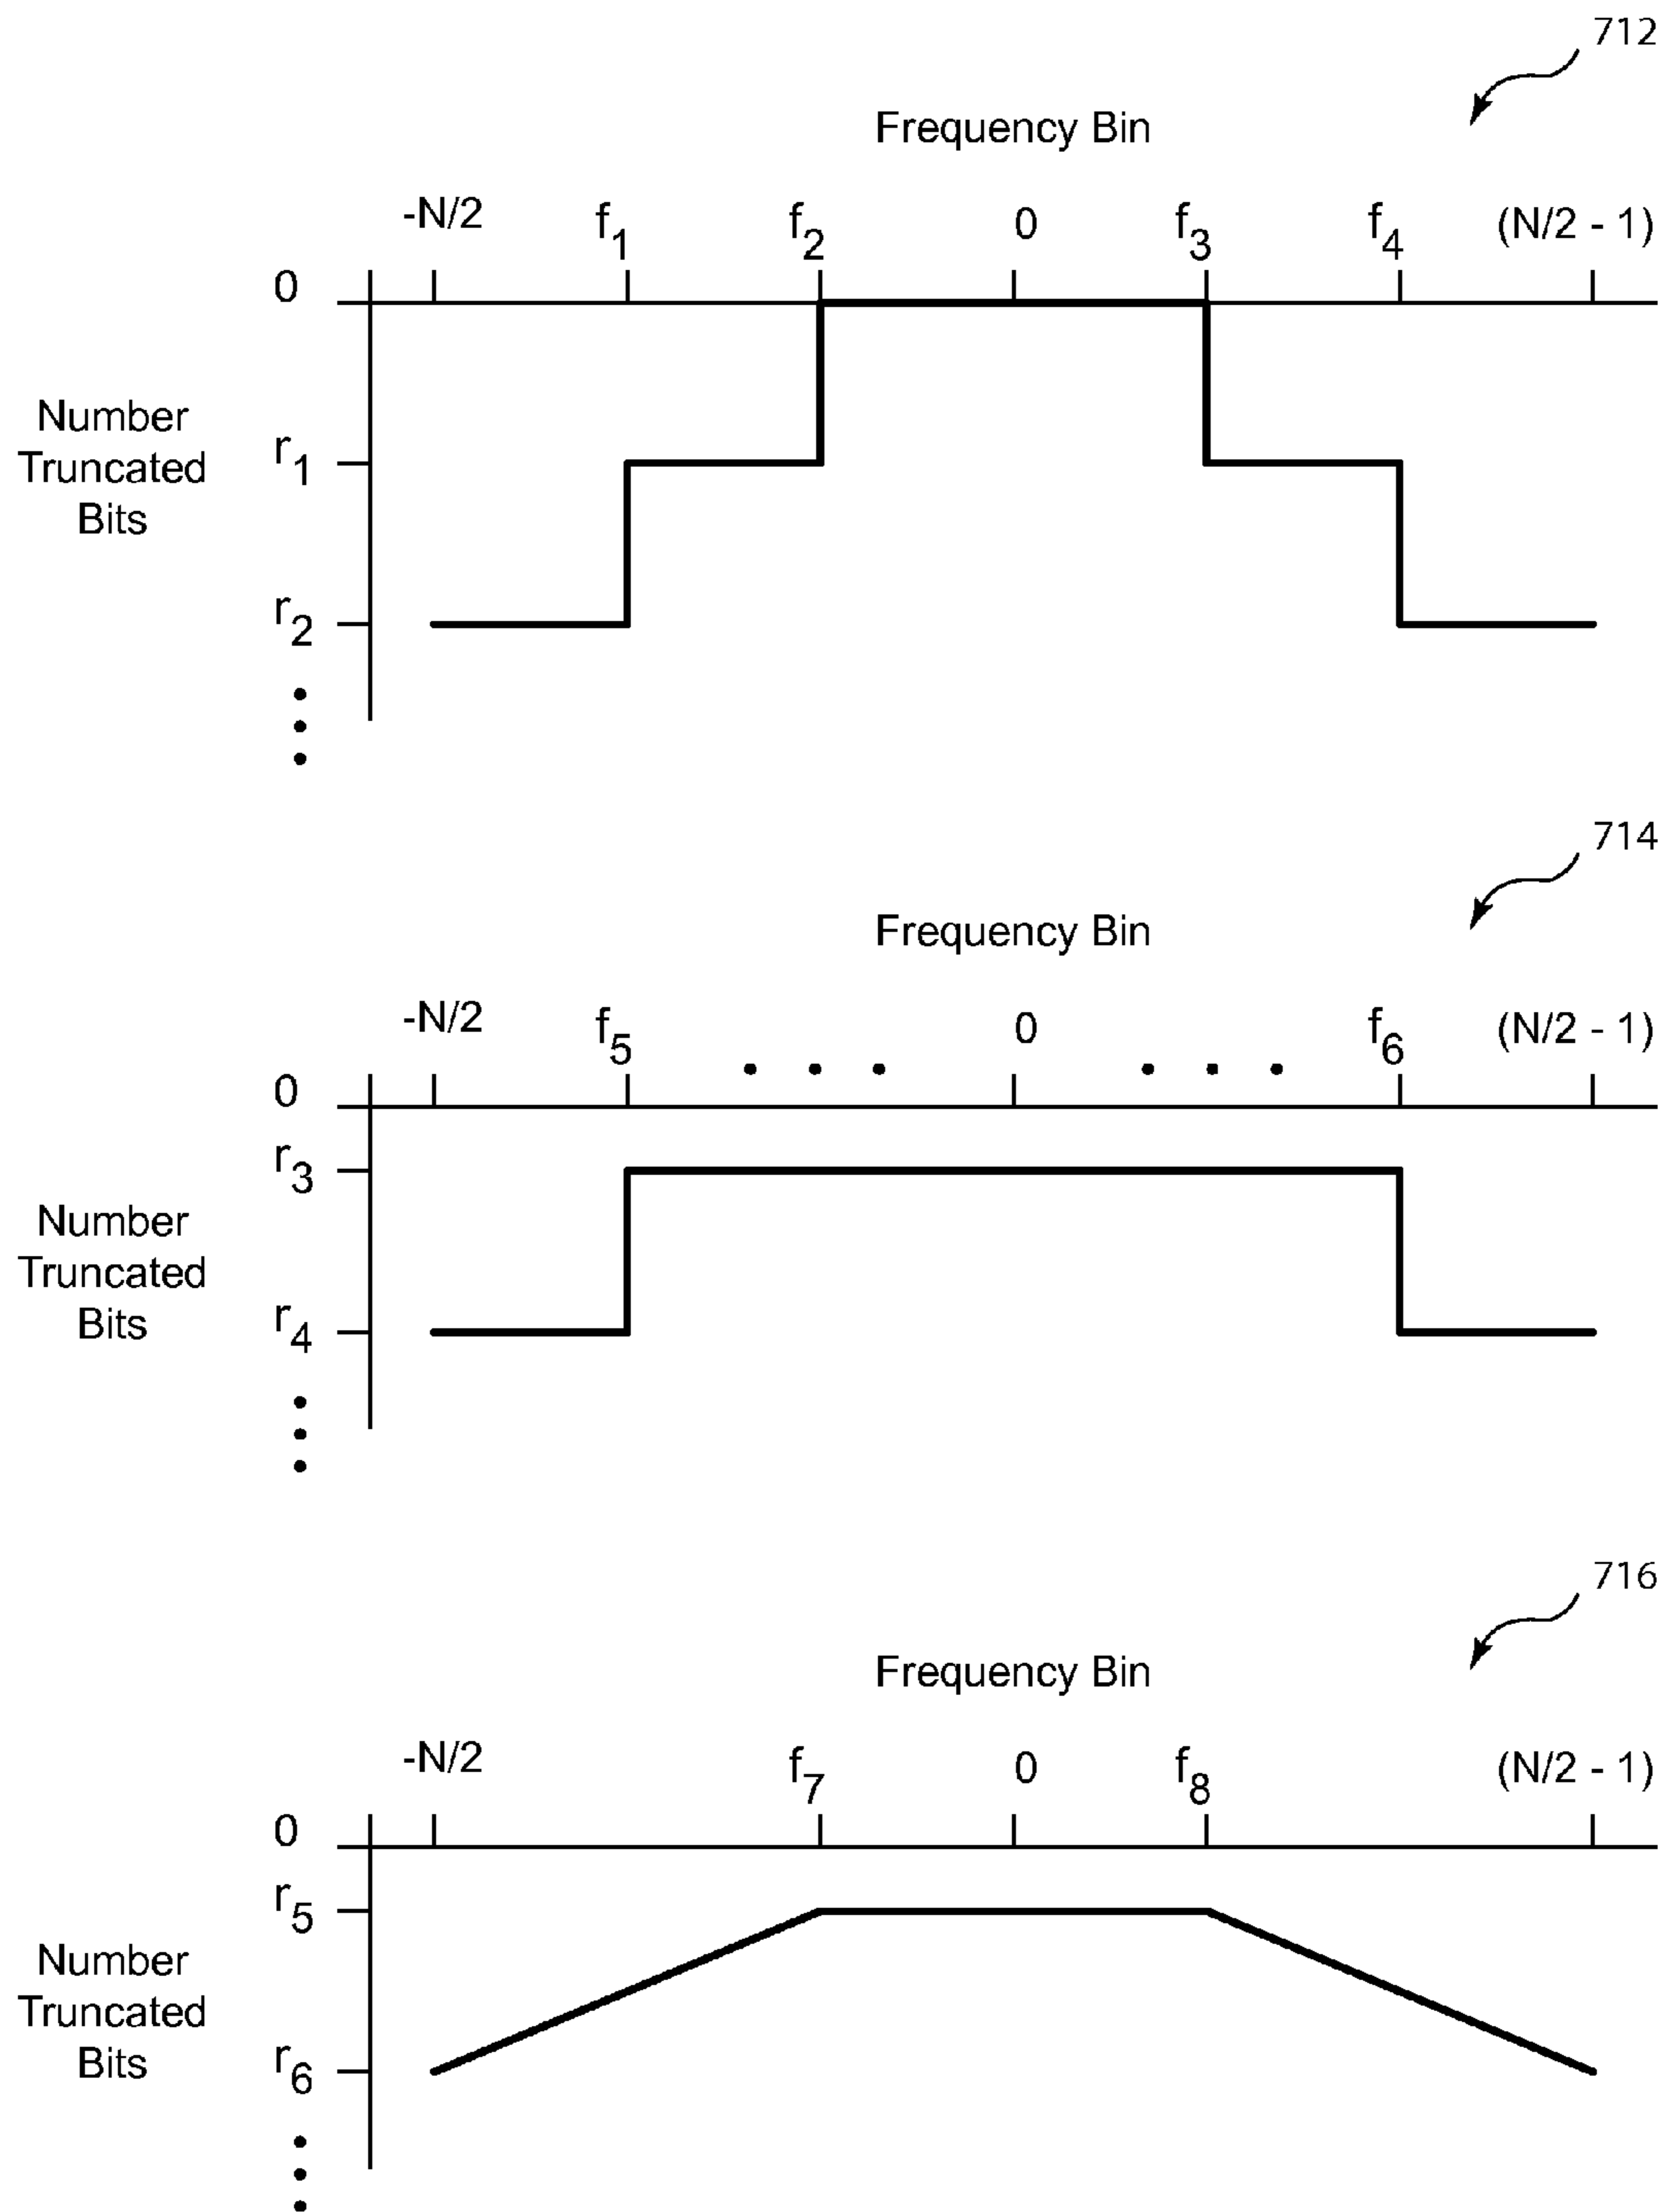 712
Frequency Bin
-N/2 f1 f2 0 f3 f4 (N/2 - 1)
0
Number
Truncated
Bits
r1
r2
714
Frequency Bin
-N/2 f5 0 f6 (N/2 - 1)
0
r3
Number
Truncated
Bits
r4
716
Frequency Bin
-N/2 f7 0 f8 (N/2 - 1)
0
r5
Number
Truncated
Bits
r6